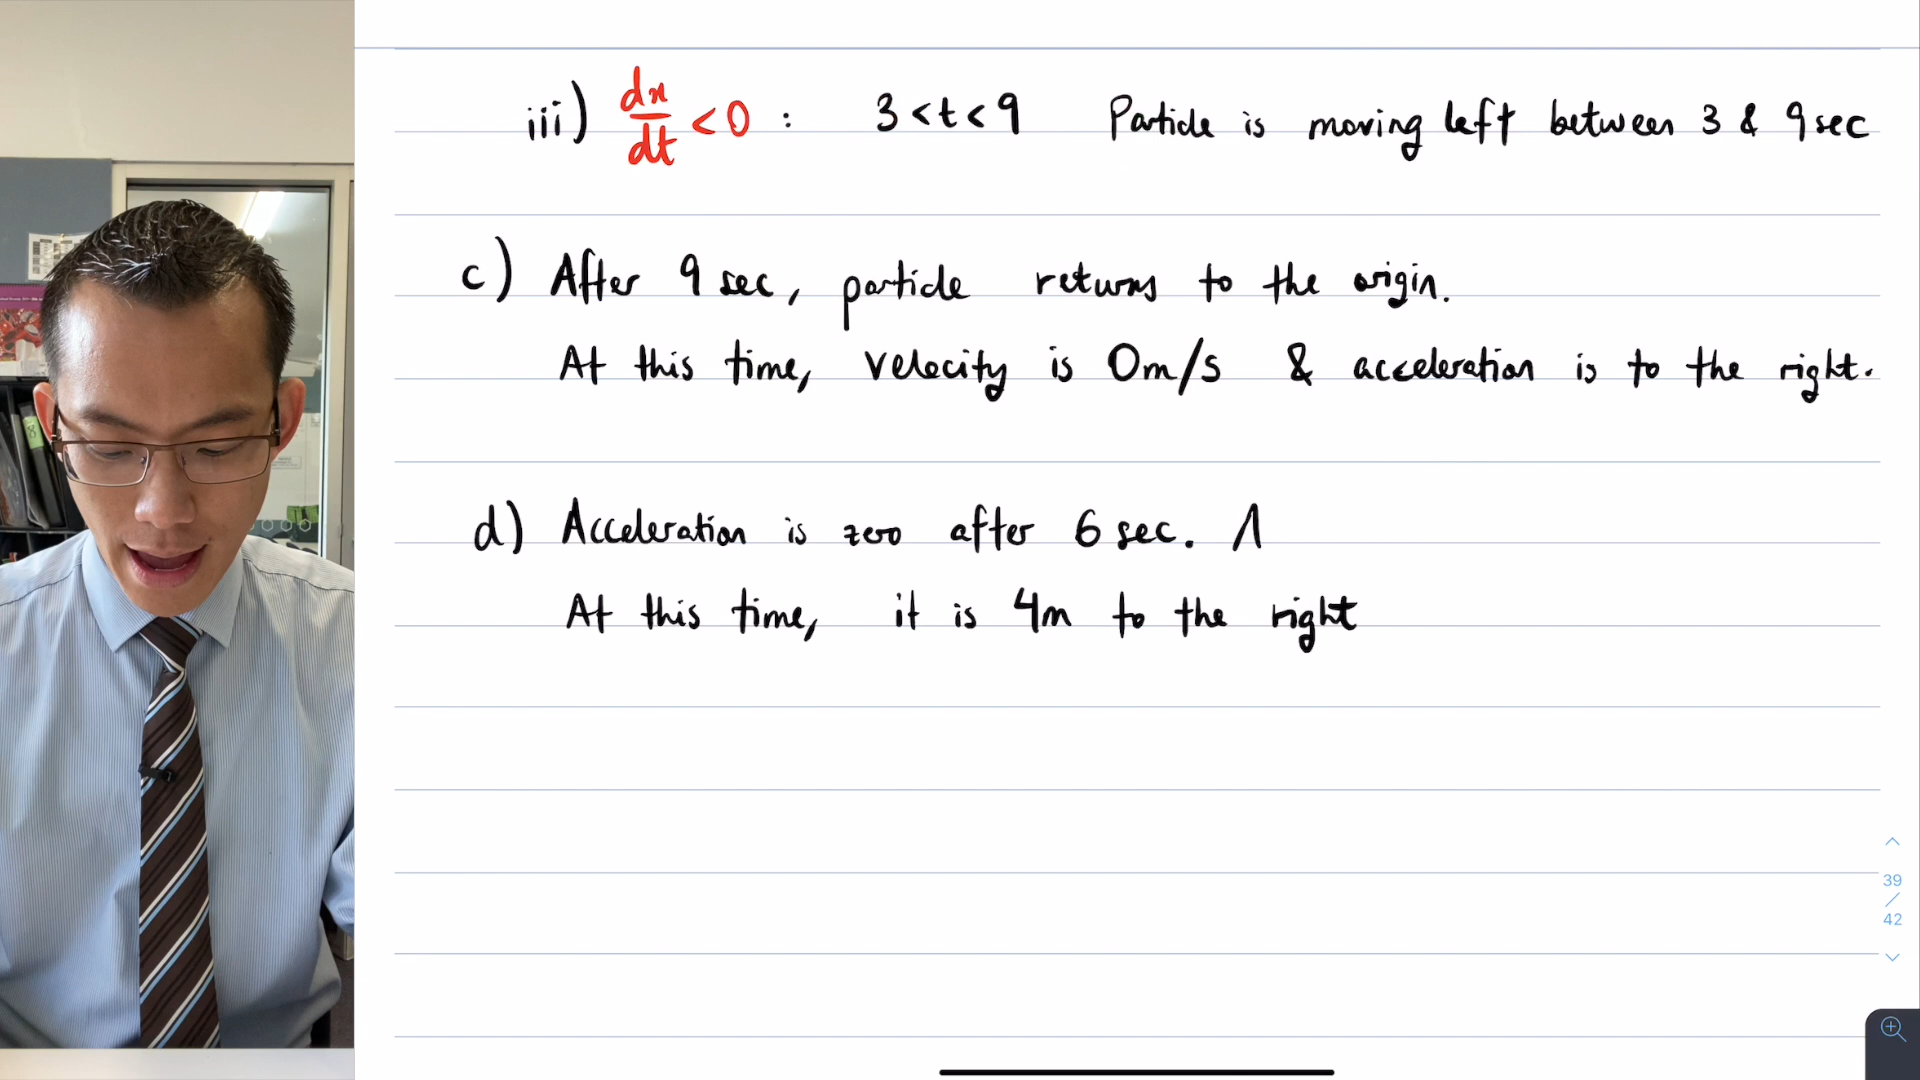 iii) dx/dt < 0 : 3 < t < 9 Particle is moving left between 3 & 9 sec
c) After 9 sec, particle returns to the origin.
At this time, velocity is 0m/s & acceleration is to the right.
d) Acceleration is zero after 6 sec. Λ
At this time, it is 4m to the right
39
/
42